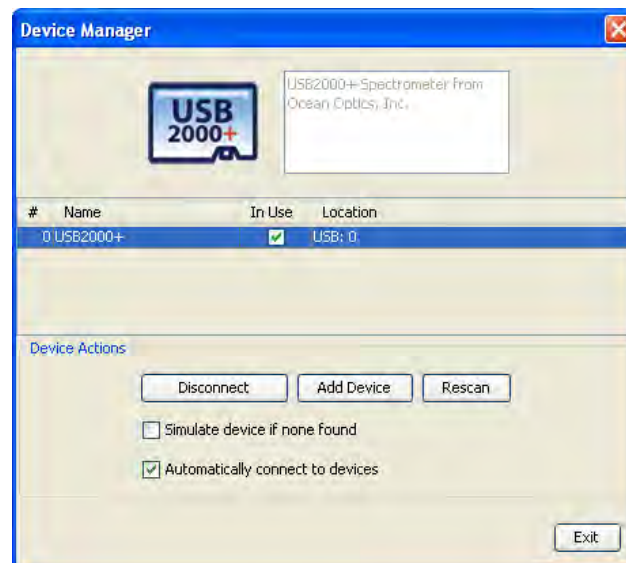 Device Manager
USB
2000+
USB2000+ Spectrometer from
Ocean Optics, Inc.
# Name In Use Location
0 USB2000+ USB: 0
Device Actions
Disconnect Add Device Rescan
Simulate device if none found
Automatically connect to devices
Exit